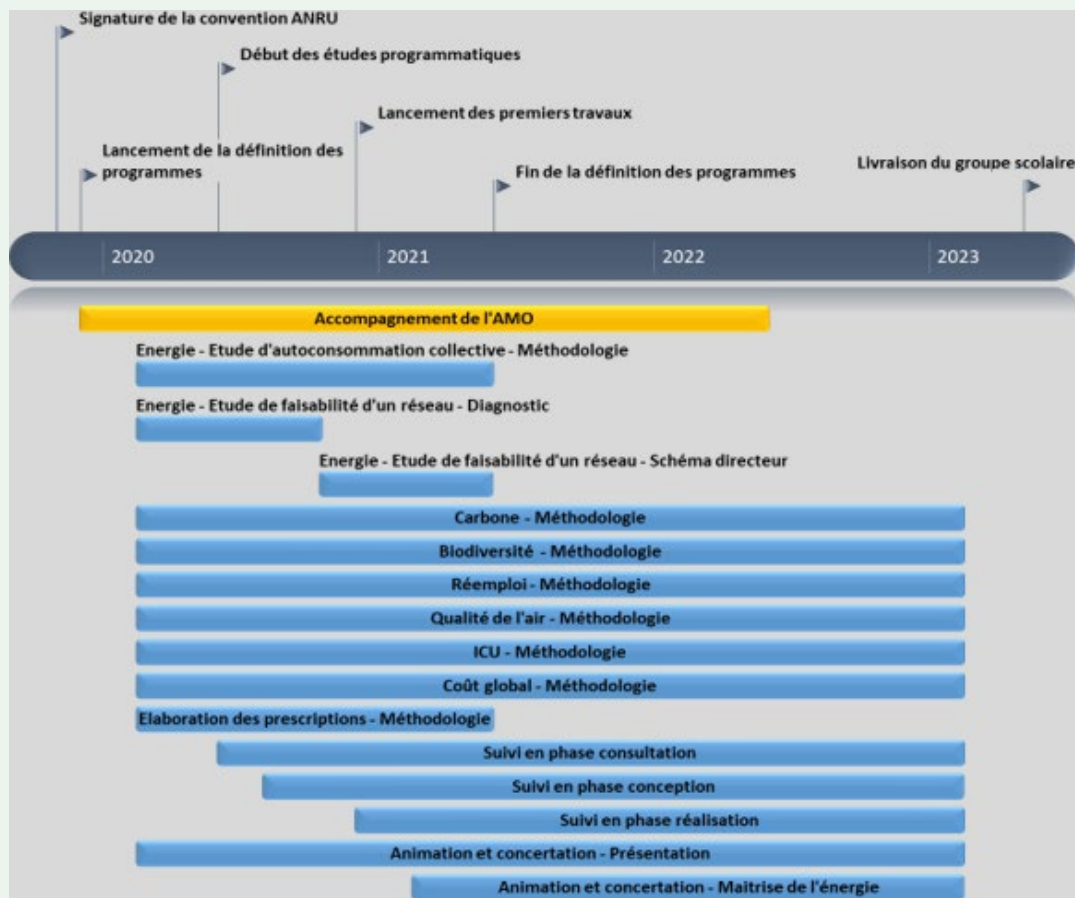 Signature de la convention ANRU
Début des études programmatiques
Lancement des premiers travaux
Lancement de la définition des
programmes
Fin de la définition des programmes
Livraison du groupe scolaire
2020
2021
2022
2023
Accompagnement de l'AMO
Energie - Etude d'autoconsommation collective - Méthodologie
Energie - Etude de faisabilité d'un réseau - Diagnostic
Energie - Etude de faisabilité d'un réseau - Schéma directeur
Carbone - Méthodologie
Biodiversité - Méthodologie
Réemploi - Méthodologie
Qualité de l'air - Méthodologie
ICU - Méthodologie
Coût global - Méthodologie
Elaboration des prescriptions - Méthodologie
Suivi en phase consultation
Suivi en phase conception
Suivi en phase réalisation
Animation et concertation - Présentation
Animation et concertation - Maitrise de l'énergie